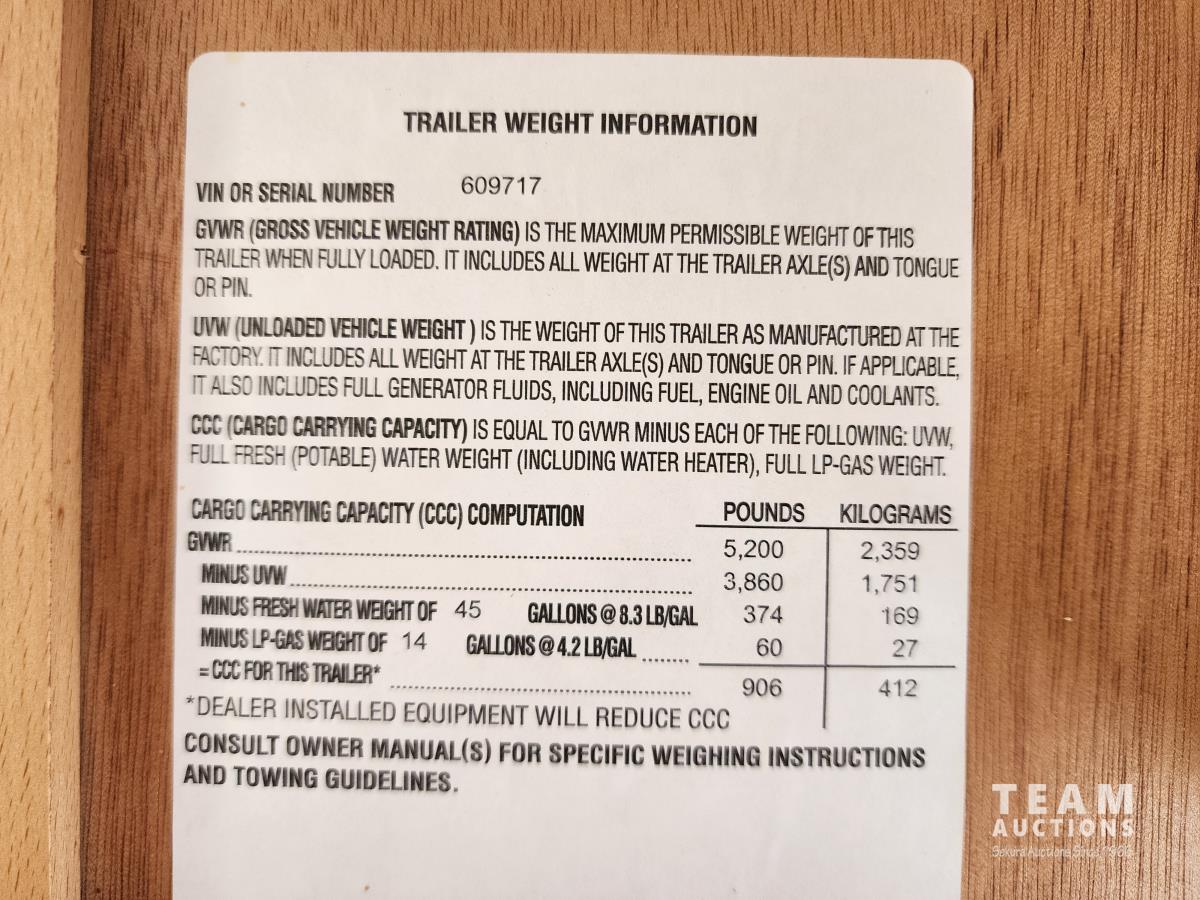 TRAILER WEIGHT INFORMATION
VIN OR SERIAL NUMBER 609717
GVWR (GROSS VEHICLE WEIGHT RATING) IS THE MAXIMUM PERMISSIBLE WEIGHT OF THIS
TRAILER WHEN FULLY LOADED. IT INCLUDES ALL WEIGHT AT THE TRAILER AXLE(S) AND TONGUE
OR PIN.
UVW (UNLOADED VEHICLE WEIGHT ) IS THE WEIGHT OF THIS TRAILER AS MANUFACTURED AT THE
FACTORY. IT INCLUDES ALL WEIGHT AT THE TRAILER AXLE(S) AND TONGUE OR PIN. IF APPLICABLE,
IT ALSO INCLUDES FULL GENERATOR FLUIDS, INCLUDING FUEL, ENGINE OIL AND COOLANTS.
CCC (CARGO CARRYING CAPACITY) IS EQUAL TO GVWR MINUS EACH OF THE FOLLOWING: UVW,
FULL FRESH (POTABLE) WATER WEIGHT (INCLUDING WATER HEATER), FULL LP-GAS WEIGHT.
CARGO CARRYING CAPACITY (CCC) COMPUTATION POUNDS KILOGRAMS
GVWR 5,200 2,359
MINUS UVW 3,860 1,751
MINUS FRESH WATER WEIGHT OF 45 GALLONS @ 8.3 LB/GAL 374 169
MINUS LP-GAS WEIGHT OF 14 GALLONS @ 4.2 LB/GAL 60 27
= CCC FOR THIS TRAILER* 906 412
*DEALER INSTALLED EQUIPMENT WILL REDUCE CCC
CONSULT OWNER MANUAL(S) FOR SPECIFIC WEIGHING INSTRUCTIONS
AND TOWING GUIDELINES.
TEAM
AUCTIONS
Auctions Since